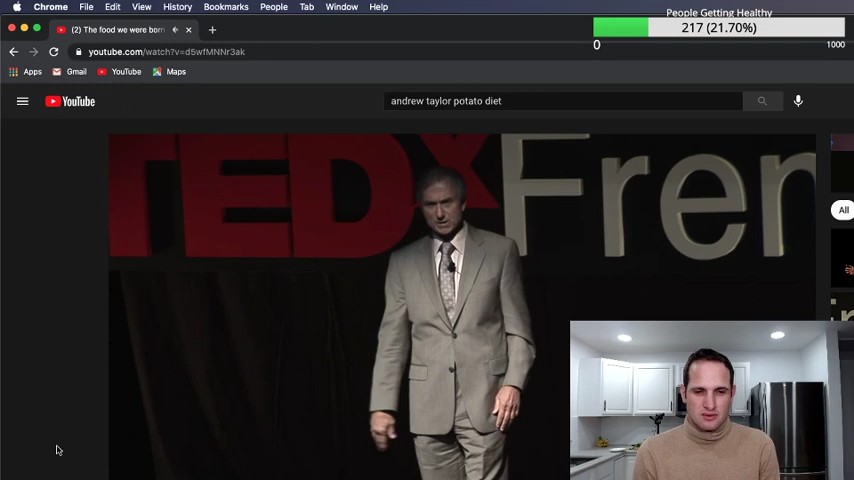 Chrome File Edit View History Bookmarks People Tab Window Help
People Getting Healthy
217 (21.70%)
0 1000
(2) The food we were born
youtube.com/watch?v=d5wfMNNr3ak
Apps Gmail YouTube Maps
YouTube
andrew taylor potato diet
TEDx Fren
All